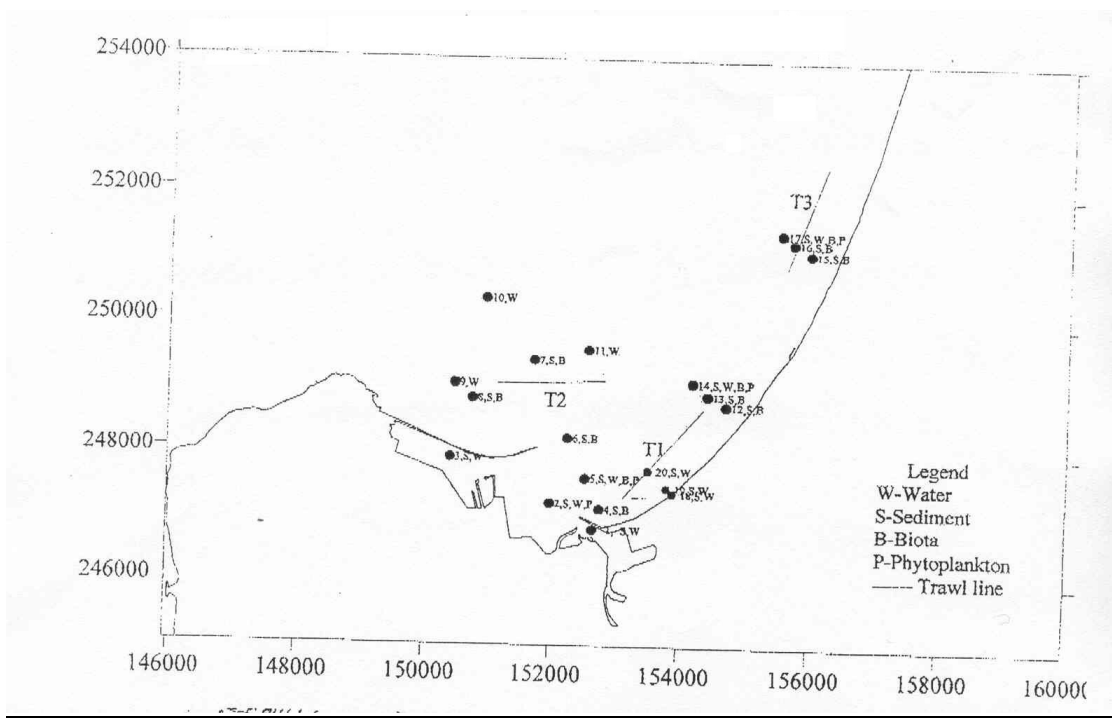 254000
252000
250000
248000
246000
T3
17,S,W,B,P
16,S,B
15,S,B
10,W
11,W
7,S,B
9,W
8,S,B
T2
14,S,W,B,P
13,S,B
12,S,B
6,S,B
T1
3,S,W
5,S,W,B,P
20,S,W
18,S,W
2,S,W,P
4,S,B
S,W
Legend
W-Water
S-Sediment
B-Biota
P-Phytoplankton
Trawl line
146000
148000
150000
152000
154000
156000
158000